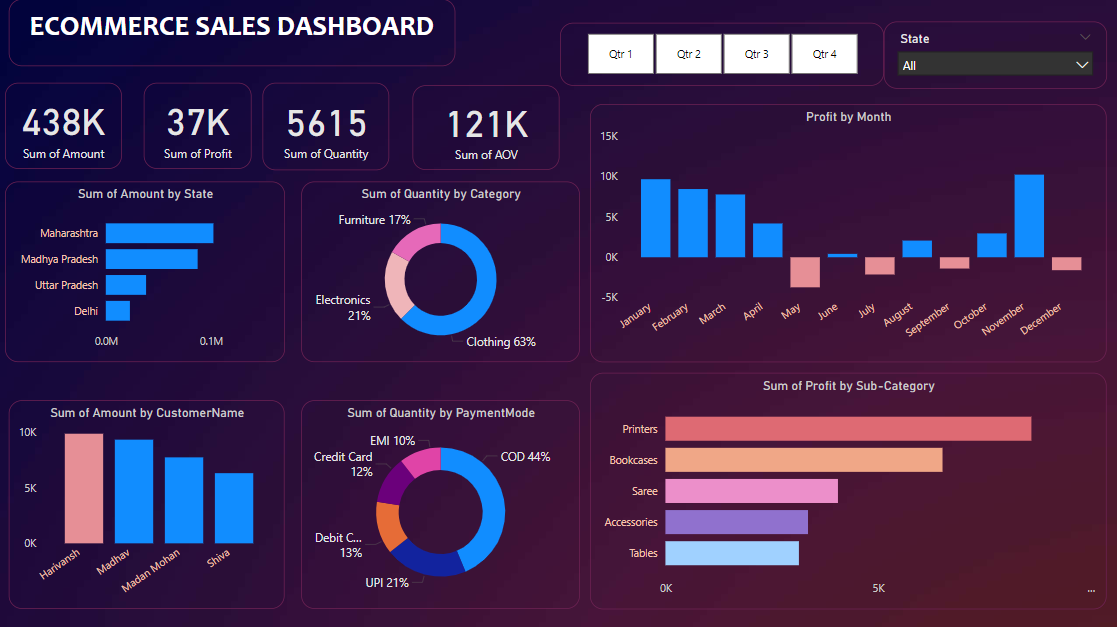 ECOMMERCE SALES DASHBOARD
Qtr 1
Qtr 2
Qtr 3
Qtr 4
State
All
438K
Sum of Amount
37K
Sum of Profit
5615
Sum of Quantity
121K
Sum of AOV
Sum of Amount by State
Maharashtra
Madhya Pradesh
Uttar Pradesh
Delhi
0.0M
0.1M
Sum of Quantity by Category
Furniture 17%
Electronics
21%
Clothing 63%
Profit by Month
15K
10K
5K
0K
-5K
January
February
March
April
May
June
July
August
September
October
November
December
Sum of Amount by CustomerName
10K
5K
0K
Harivansh
Madhav
Madan Mohan
Shiva
Sum of Quantity by PaymentMode
EMI 10%
Credit Card
12%
COD 44%
Debit C...
13%
UPI 21%
Sum of Profit by Sub-Category
Printers
Bookcases
Saree
Accessories
Tables
0K
5K
...